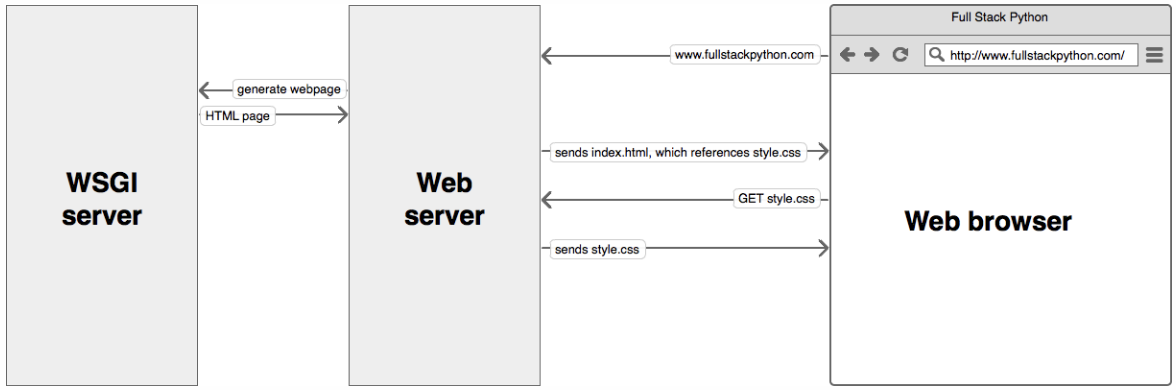 Full Stack Python
www.fullstackpython.com
http://www.fullstackpython.com/
generate webpage
HTML page
sends index.html, which references style.css
WSGI
server
Web
server
GET style.css
Web browser
sends style.css